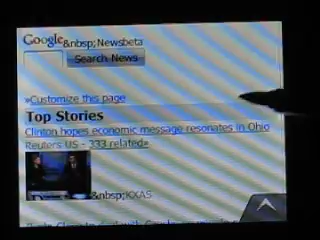 Google&nbsp;Newsbeta
Search News
»Customize this page
Top Stories
Clinton hopes economic message resonates in Ohio
Reuters US - 333 related»
&nbsp;KXAS